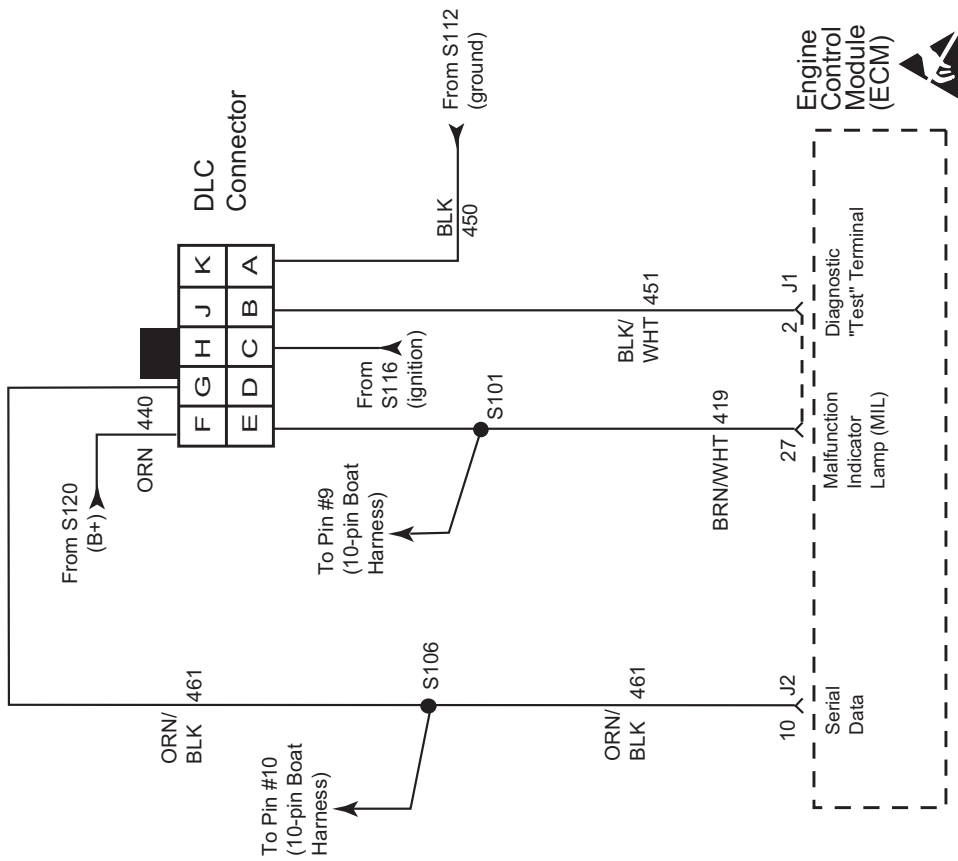 From S120
(B+)
ORN 440
DLC
Connector
F G H J K
E D C B A
From S112
(ground)
BLK
450
From
S116
(ignition)
BLK/
WHT 451
S101
To Pin #9
(10-pin Boat
Harness)
BRN/WHT 419
ORN/
BLK 461
S106
To Pin #10
(10-pin Boat
Harness)
ORN/
BLK 461
10 J2
Serial
Data
27
Malfunction
Indicator
Lamp (MIL)
2 J1
Diagnostic
"Test" Terminal
Engine
Control
Module
(ECM)